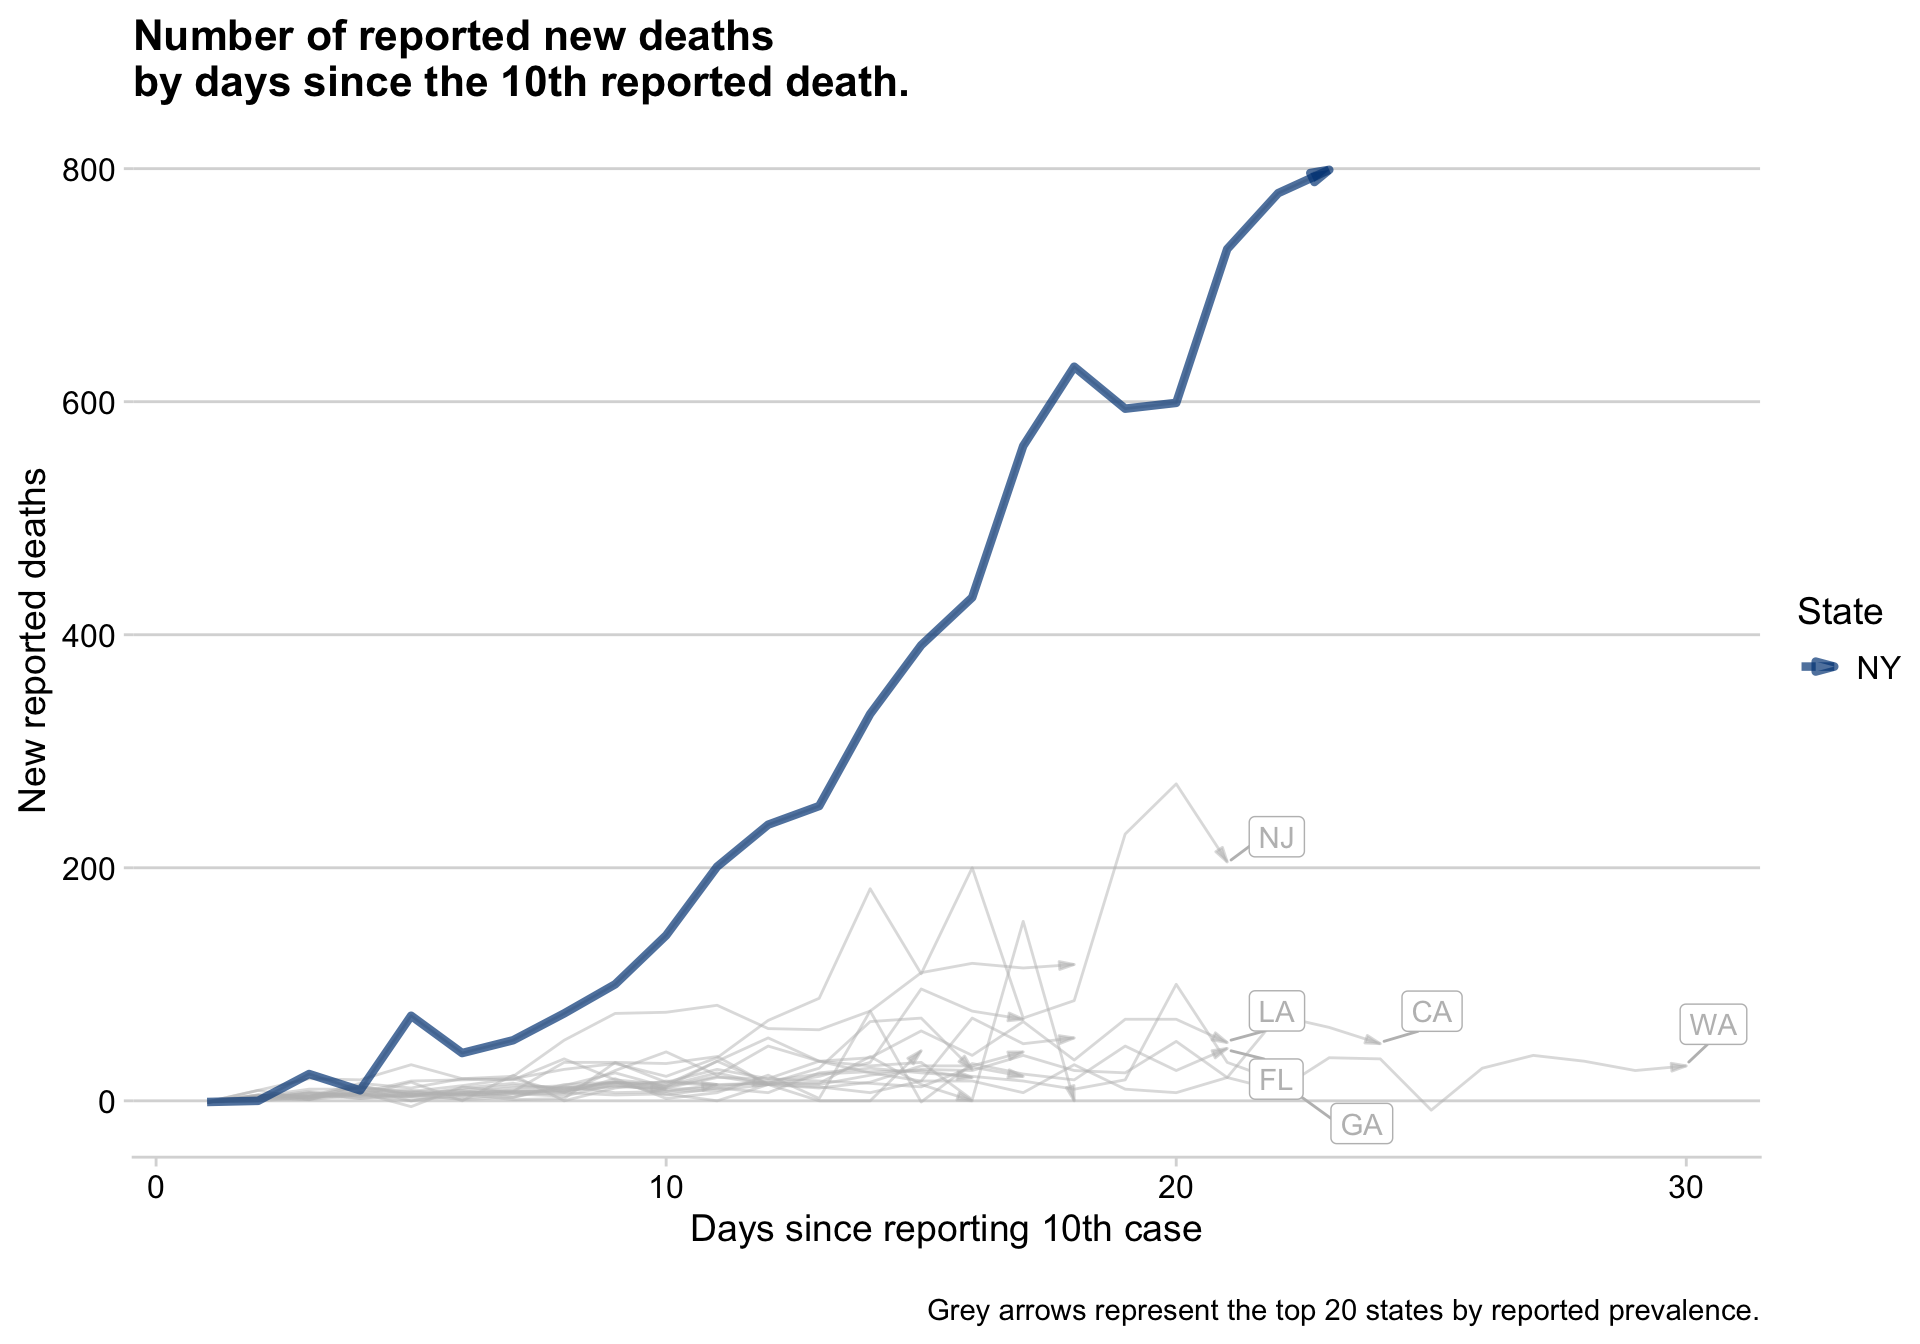 Number of reported new deaths
by days since the 10th reported death.
800
600
400
200
0
New reported deaths
NJ
LA
CA
WA
FL
GA
State
NY
0
10
20
30
Days since reporting 10th case
Grey arrows represent the top 20 states by reported prevalence.